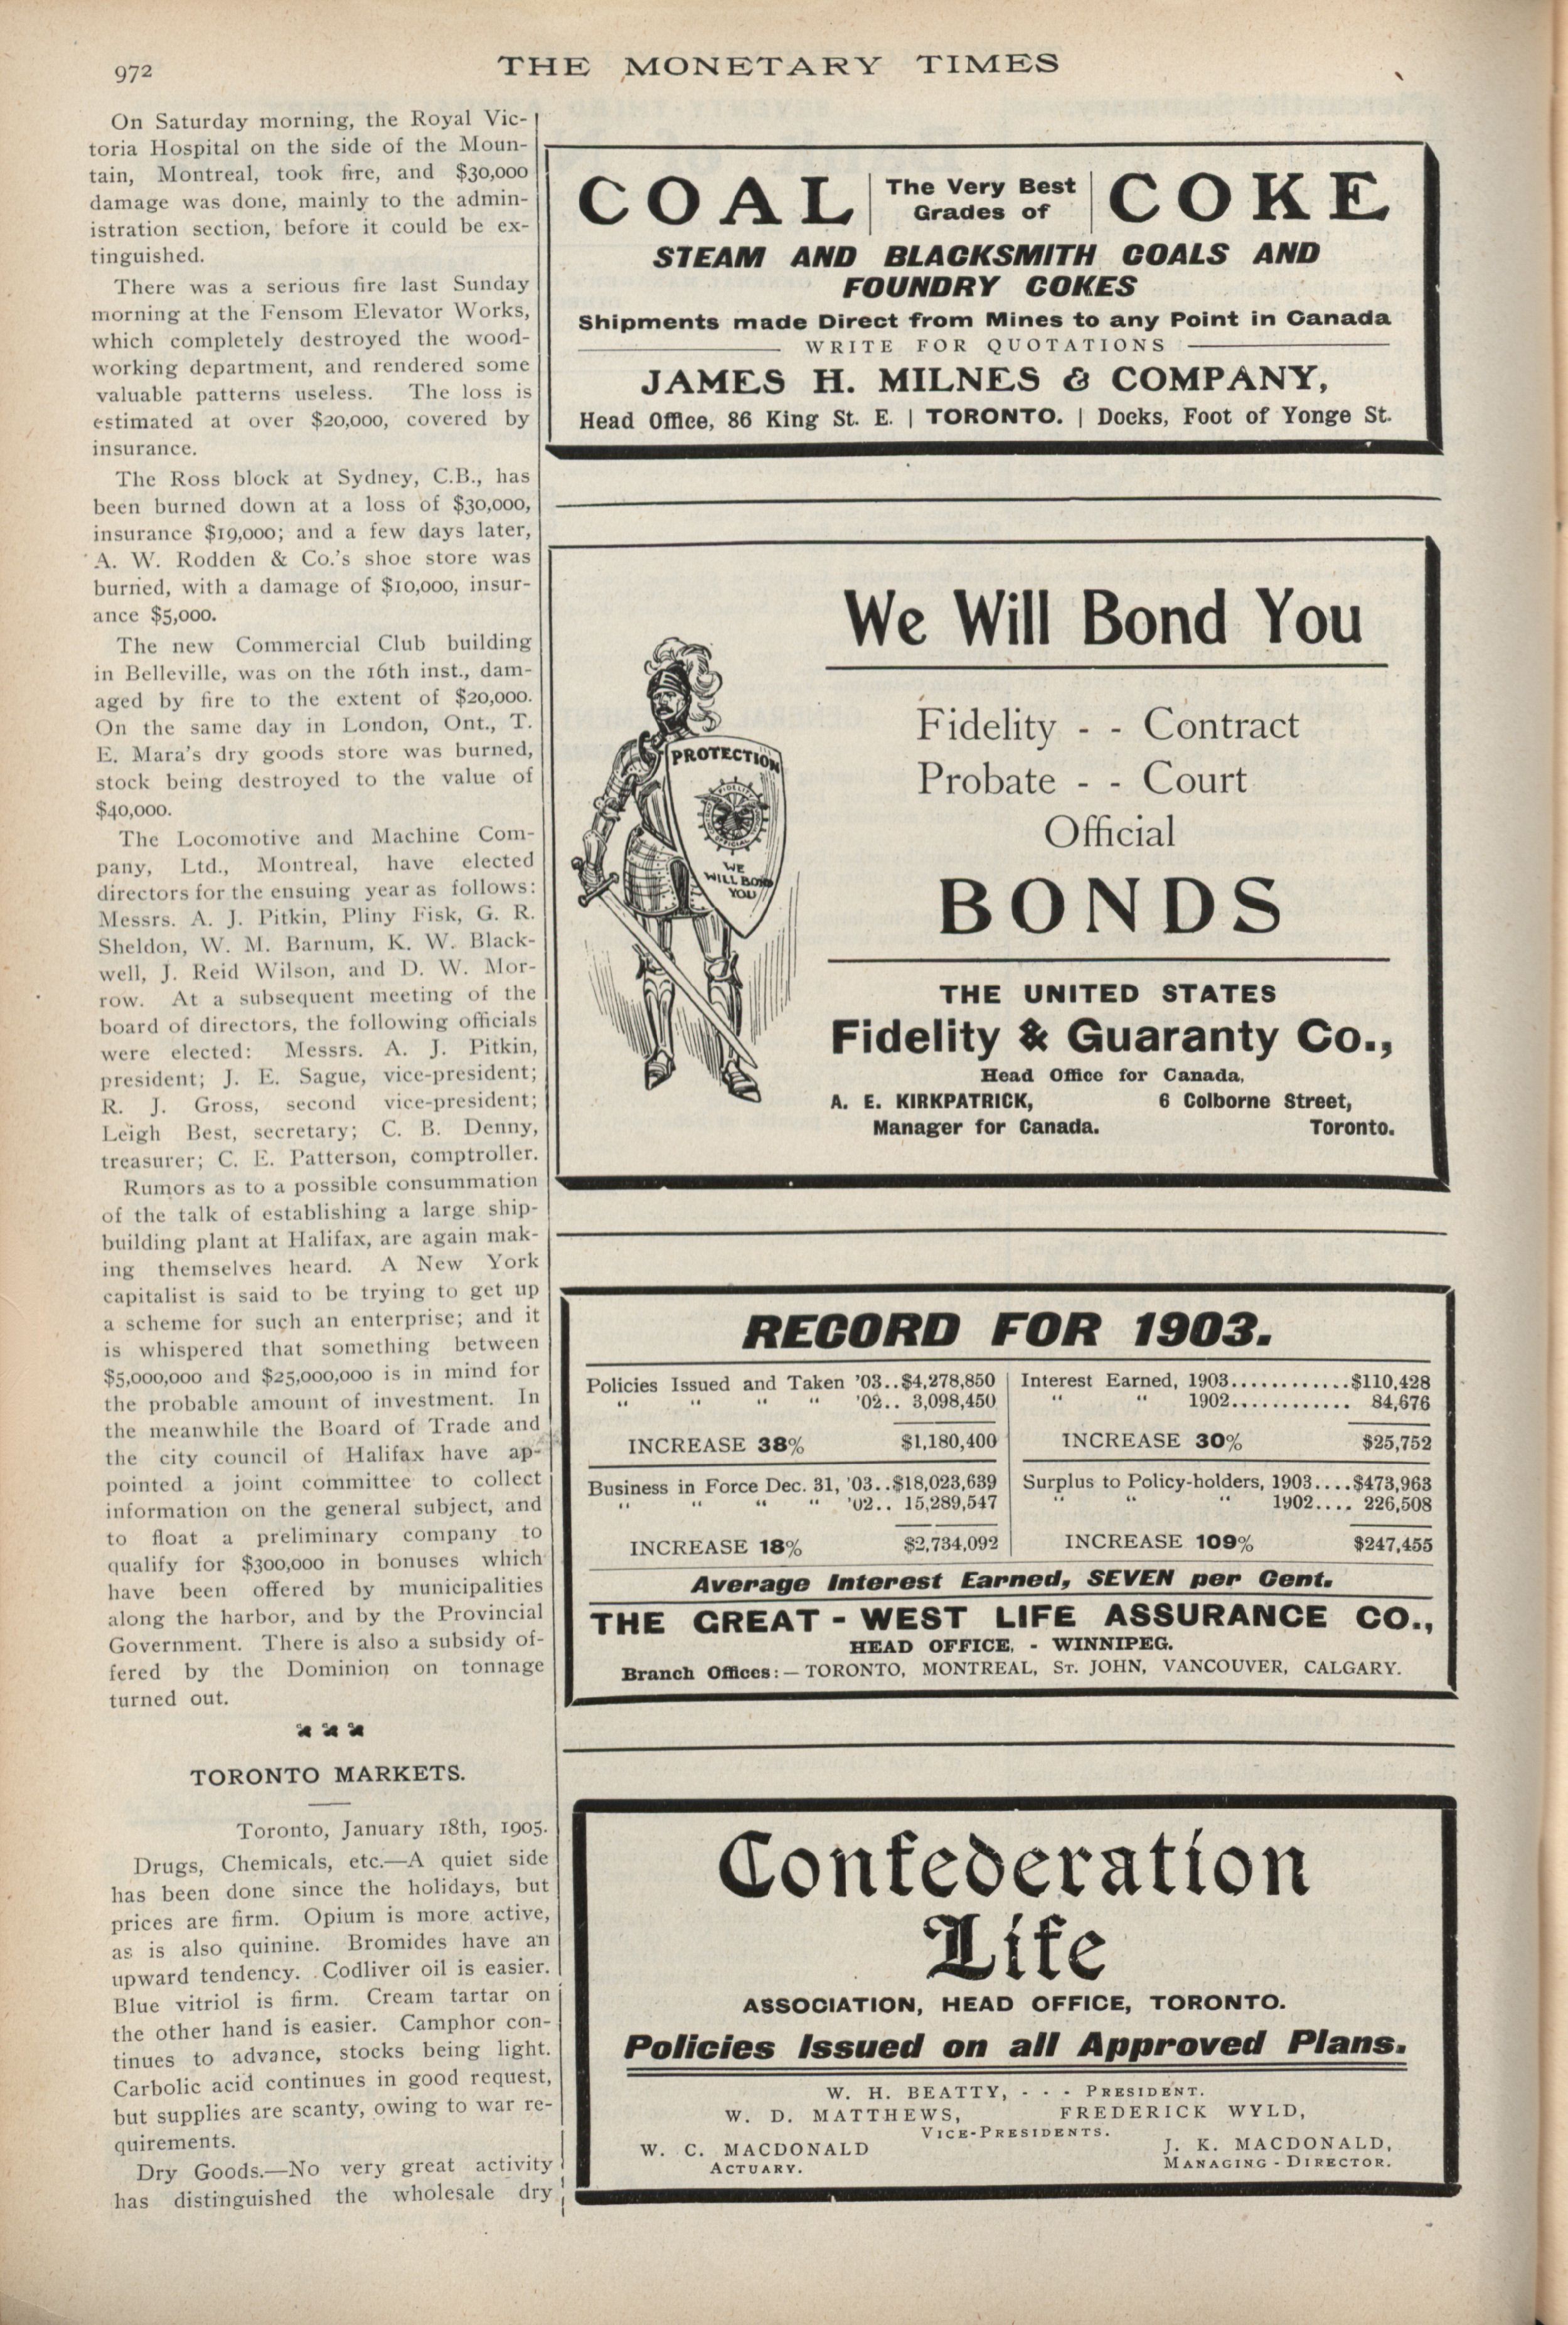 972
THE MONETARY TIMES
On Saturday morning, the Royal Vic-
toria Hospital on the side of the Moun-
tain, Montreal, took fire, and $30,000
damage was done, mainly to the admin-
istration section, before it could be ex-
tinguished.
There was a serious fire last Sunday
morning at the Fensom Elevator Works,
which completely destroyed the wood-
working department, and rendered some
valuable patterns useless. The loss is
estimated at over $20,000, covered by
insurance.
The Ross block at Sydney, C.B., has
been burned down at a loss of $30,000,
insurance $19,000; and a few days later,
A. W. Rodden & Co.'s shoe store was
burned, with a damage of $10,000, insur-
ance $5,000.
The new Commercial Club building
in Belleville, was on the 16th inst., dam-
aged by fire to the extent of $20,000.
On the same day in London, Ont., T.
E. Mara's dry goods store was burned,
stock being destroyed to the value of
$40,000.
The Locomotive and Machine Com-
pany, Ltd., Montreal, have elected
directors for the ensuing year as follows:
Messrs. A. J. Pitkin, Pliny Fisk, G. R.
Sheldon, W. M. Barnum, K. W. Black-
well, J. Reid Wilson, and D. W. Mor-
row. At a subsequent meeting of the
board of directors, the following officials
were elected: Messrs. A. J. Pitkin,
president; J. E. Sague, vice-president;
R. J. Gross, second vice-president;
Leigh Best, secretary; C. B. Denny,
treasurer; C. E. Patterson, comptroller.
Rumors as to a possible consummation
of the talk of establishing a large ship-
building plant at Halifax, are again mak-
ing themselves heard. A New York
capitalist is said to be trying to get up
a scheme for such an enterprise; and it
is whispered that something between
$5,000,000 and $25,000,000 is in mind for
the probable amount of investment. In
the meanwhile the Board of Trade and
the city council of Halifax have ap-
pointed a joint committee to collect
information on the general subject, and
to float a preliminary company to
qualify for $300,000 in bonuses which
have been offered by municipalities
along the harbor, and by the Provincial
Government. There is also a subsidy of-
fered by the Dominion on tonnage
turned out.
TORONTO MARKETS.
Toronto, January 18th, 1905.
Drugs, Chemicals, etc.—A quiet side
has been done since the holidays, but
prices are firm. Opium is more active,
as is also quinine. Bromides have an
upward tendency. Codliver oil is easier.
Blue vitriol is firm. Cream tartar on
the other hand is easier. Camphor con-
tinues to advance, stocks being light.
Carbolic acid continues in good request,
but supplies are scanty, owing to war re-
quirements.
Dry Goods.—No very great activity
has distinguished the wholesale dry
COAL The Very Best Grades of COKE
STEAM AND BLACKSMITH COALS AND
FOUNDRY COKES
Shipments made Direct from Mines to any Point in Canada
WRITE FOR QUOTATIONS
JAMES H. MILNES & COMPANY,
Head Office, 86 King St. E. | TORONTO. | Docks, Foot of Yonge St.
We Will Bond You
PROTECTION
WE
WILL BOND
YOU
Fidelity - - Contract
Probate - - Court
Official
BONDS
THE UNITED STATES
Fidelity & Guaranty Co.,
Head Office for Canada,
A. E. KIRKPATRICK, 6 Colborne Street,
Manager for Canada. Toronto.
RECORD FOR 1903.
Policies Issued and Taken '03..$4,278,850
" " " " '02.. 3,098,450
INCREASE 38% $1,180,400
Interest Earned, 1903............$110,428
" " 1902............ 84,676
INCREASE 30% $25,752
Business in Force Dec. 31, '03..$18,023,639
" " " " '02.. 15,289,547
INCREASE 18% $2,734,092
Surplus to Policy-holders, 1903....$473,963
" " " 1902.... 226,508
INCREASE 109% $247,455
Average Interest Earned, SEVEN per Cent.
THE GREAT-WEST LIFE ASSURANCE CO.,
HEAD OFFICE, - WINNIPEG.
Branch Offices:—TORONTO, MONTREAL, ST. JOHN, VANCOUVER, CALGARY.
Confederation
Life
ASSOCIATION, HEAD OFFICE, TORONTO.
Policies Issued on all Approved Plans.
W. H. BEATTY, - - - PRESIDENT.
W. D. MATTHEWS, FREDERICK WYLD,
VICE-PRESIDENTS.
W. C. MACDONALD J. K. MACDONALD,
ACTUARY. MANAGING-DIRECTOR.